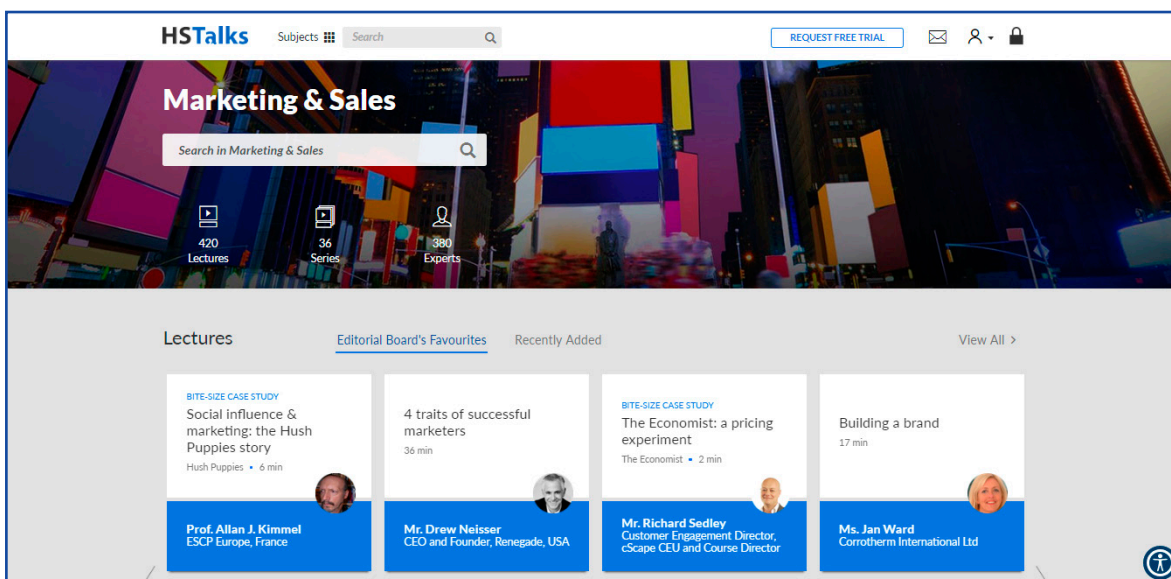 HSTalks
Subjects
Search
REQUEST FREE TRIAL
Marketing & Sales
Search in Marketing & Sales
420
Lectures
36
Series
380
Experts
Lectures
Editorial Board's Favourites
Recently Added
View All >
BITE-SIZE CASE STUDY
Social influence &
marketing: the Hush
Puppies story
Hush Puppies • 6 min
Prof. Allan J. Kimmel
ESCP Europe, France
4 traits of successful
marketers
36 min
Mr. Drew Neisser
CEO and Founder, Renegade, USA
BITE-SIZE CASE STUDY
The Economist: a pricing
experiment
The Economist • 2 min
Mr. Richard Sedley
Customer Engagement Director,
cScape CEU and Course Director
Building a brand
17 min
Ms. Jan Ward
Corrotherm International Ltd